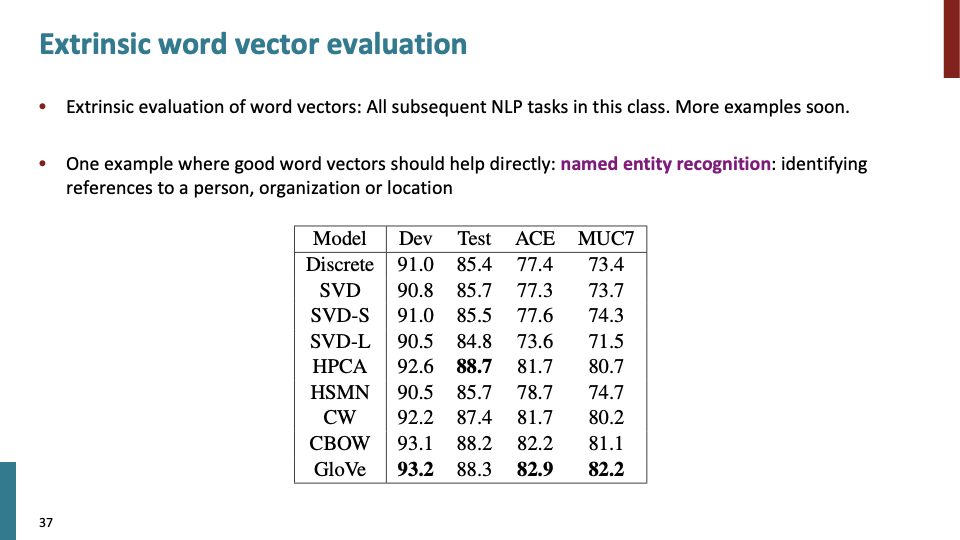 Extrinsic word vector evaluation
• Extrinsic evaluation of word vectors: All subsequent NLP tasks in this class. More examples soon.
• One example where good word vectors should help directly: named entity recognition: identifying
references to a person, organization or location
Model Dev Test ACE MUC7
Discrete 91.0 85.4 77.4 73.4
SVD 90.8 85.7 77.3 73.7
SVD-S 91.0 85.5 77.6 74.3
SVD-L 90.5 84.8 73.6 71.5
HPCA 92.6 88.7 81.7 80.7
HSMN 90.5 85.7 78.7 74.7
CW 92.2 87.4 81.7 80.2
CBOW 93.1 88.2 82.2 81.1
GloVe 93.2 88.3 82.9 82.2
37